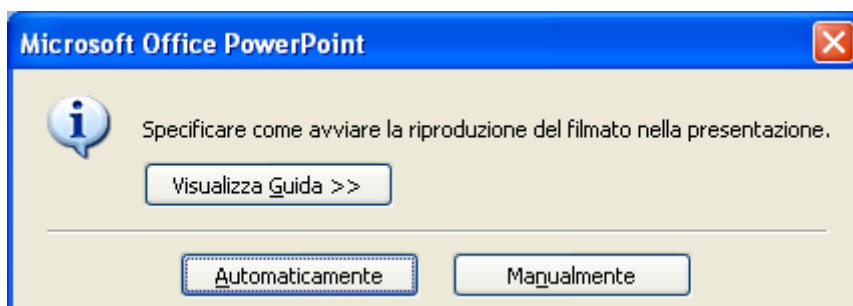 Microsoft Office PowerPoint
Specificare come avviare la riproduzione del filmato nella presentazione.
Visualizza Guida >>
Automaticamente Manualmente